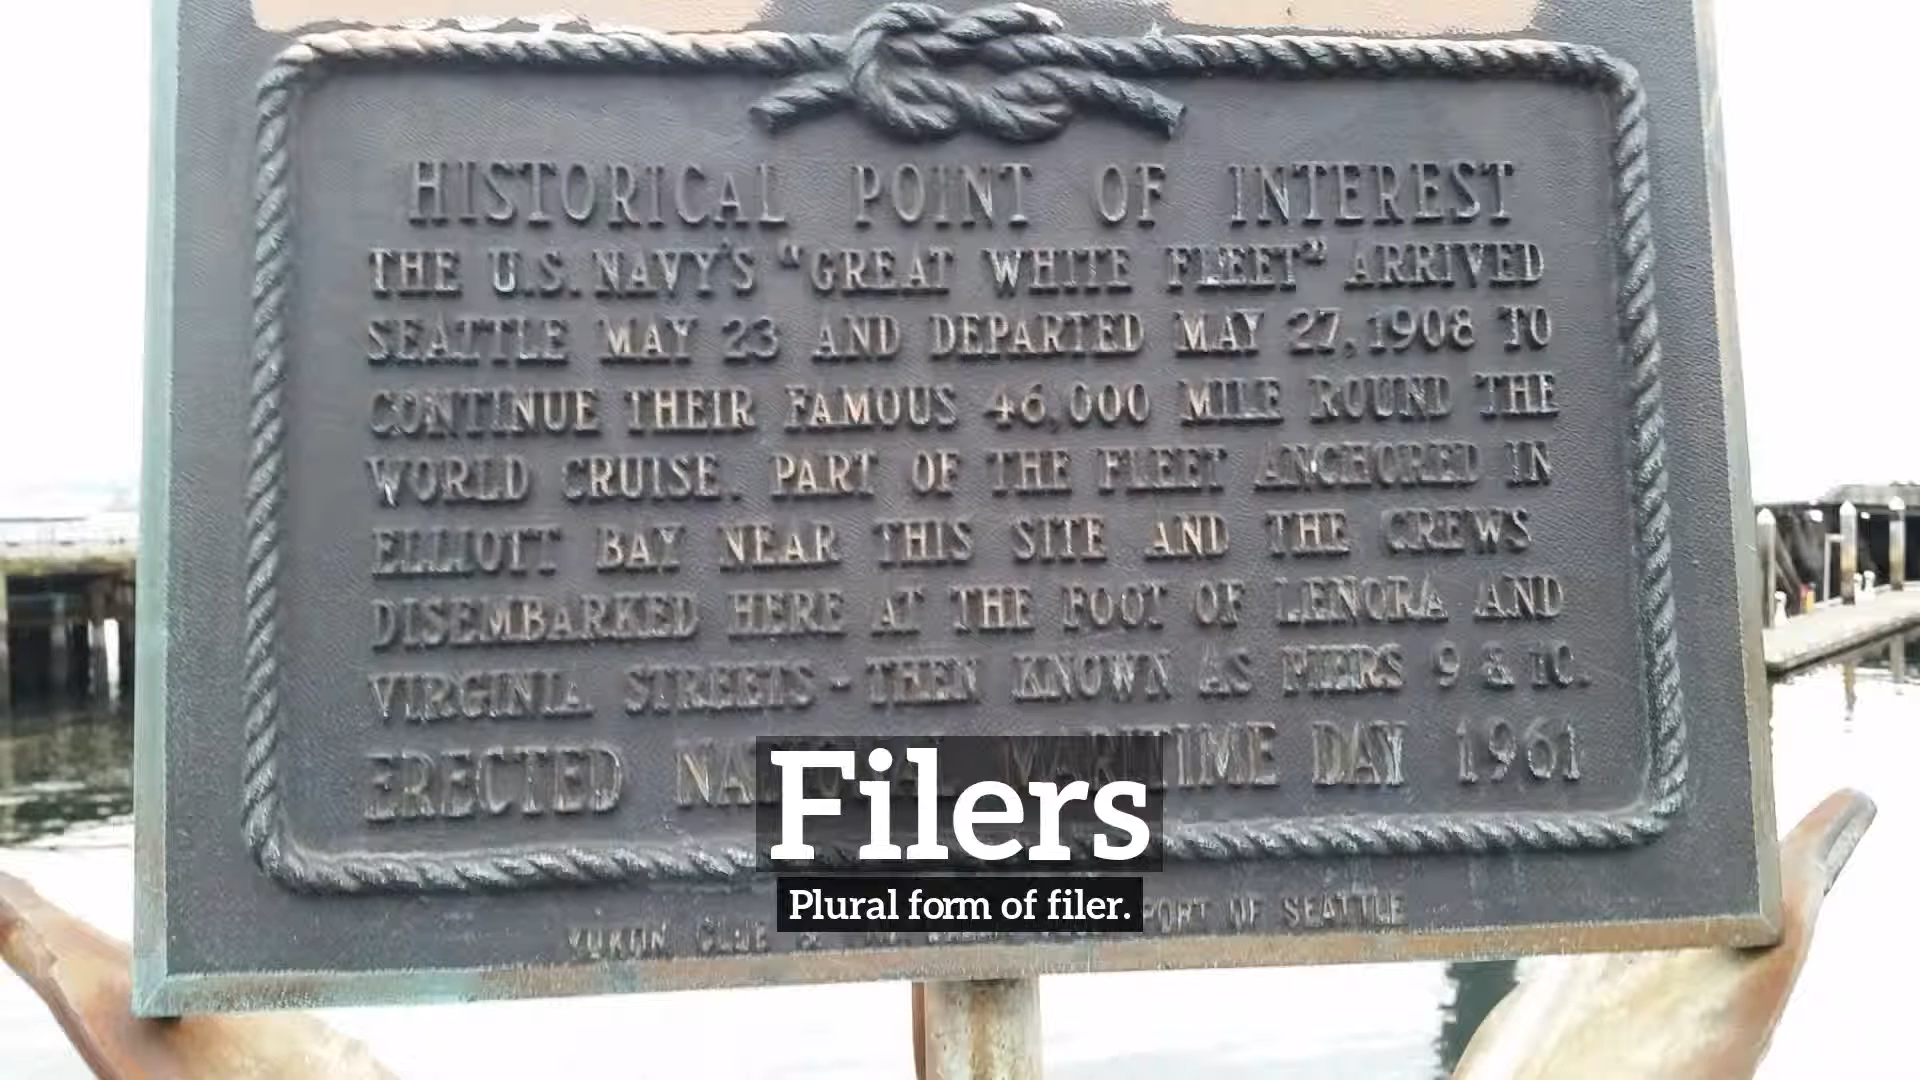 HISTORICAL POINT OF INTEREST
THE U.S. NAVY'S "GREAT WHITE FLEET" ARRIVED
SEATTLE MAY 23 AND DEPARTED MAY 27, 1908 TO
CONTINUE THEIR FAMOUS 46,000 MILE ROUND THE
WORLD CRUISE. PART OF THE FLEET ANCHORED IN
ELLIOTT BAY NEAR THIS SITE AND THE CREWS
DISEMBARKED HERE AT THE FOOT OF LENORA AND
VIRGINIA STREETS - THEN KNOWN AS PIERS 9 & 10.
ERECTED MARITIME DAY 1961
Filers
Plural form of filer.
YUKON CLUB PORT OF SEATTLE